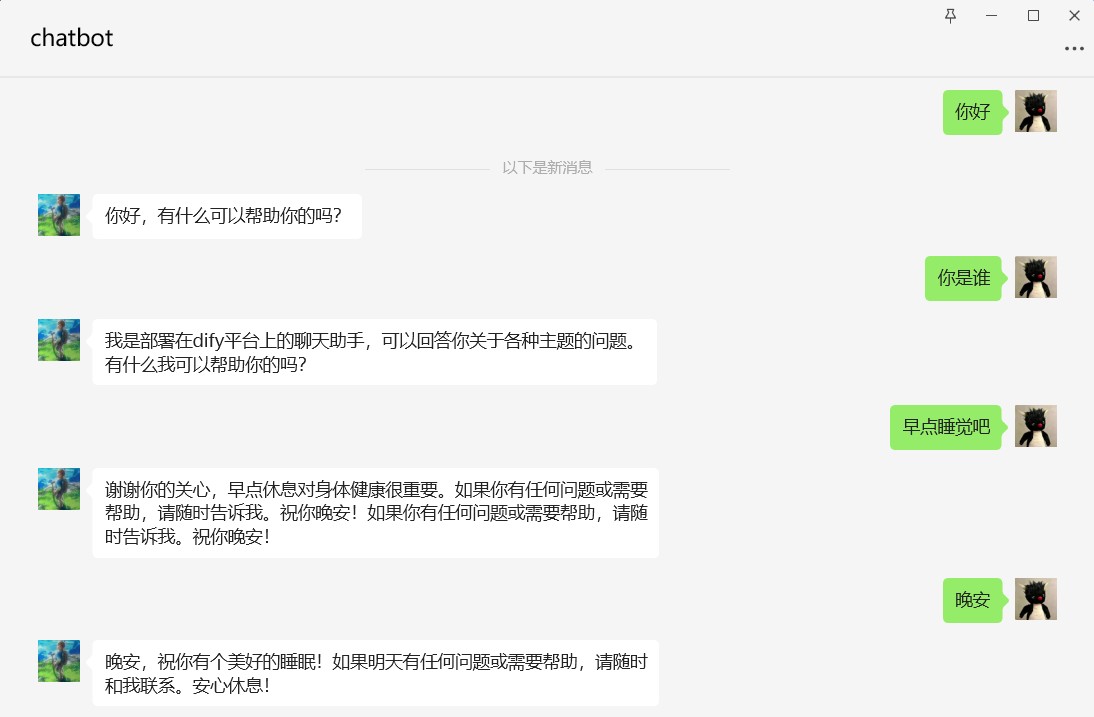 chatbot
你好
以下是新消息
你好，有什么可以帮助你的吗？
你是谁
我是部署在dify平台上的聊天助手，可以回答你关于各种主题的问题。
有什么我可以帮助你的吗？
早点睡觉吧
谢谢你的关心，早点休息对身体健康很重要。如果你有任何问题或需要
帮助，请随时告诉我。祝你晚安！如果你有任何问题或需要帮助，请随
时告诉我。祝你晚安！
晚安
晚安，祝你有个美好的睡眠！如果明天有任何问题或需要帮助，请随时
和我联系。安心休息！